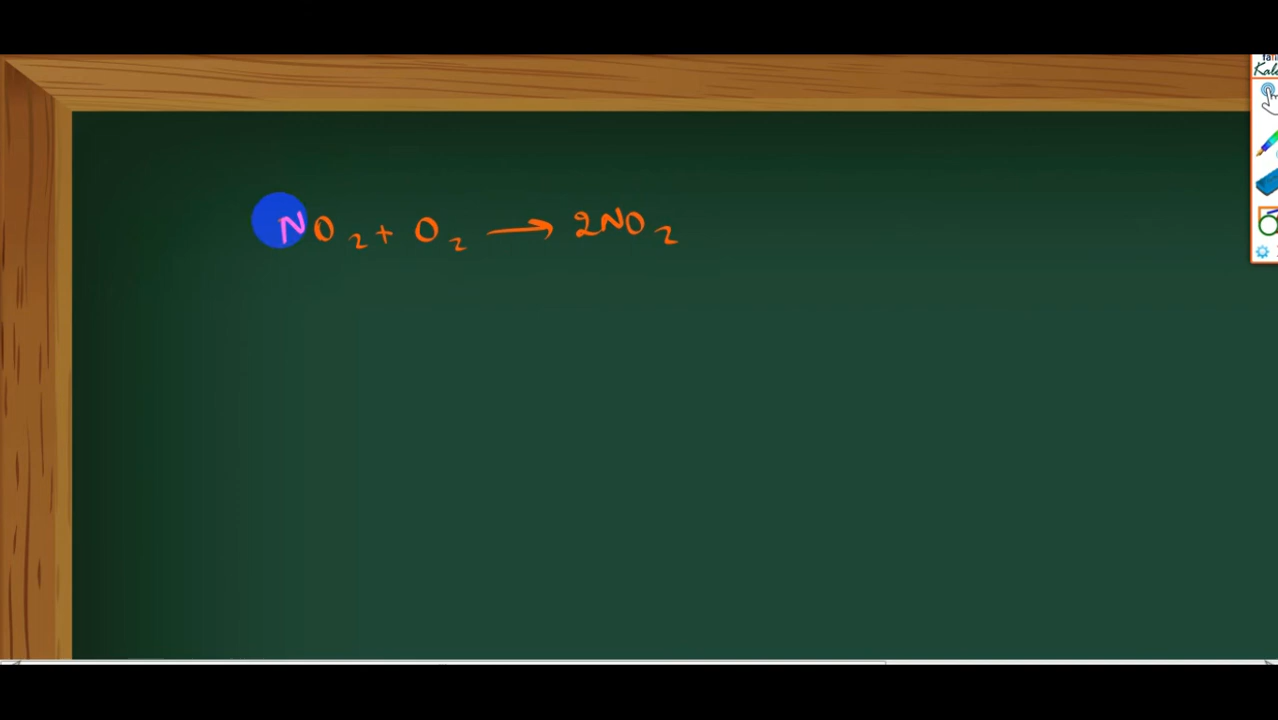 NO₂ + O₂ → 2NO₂